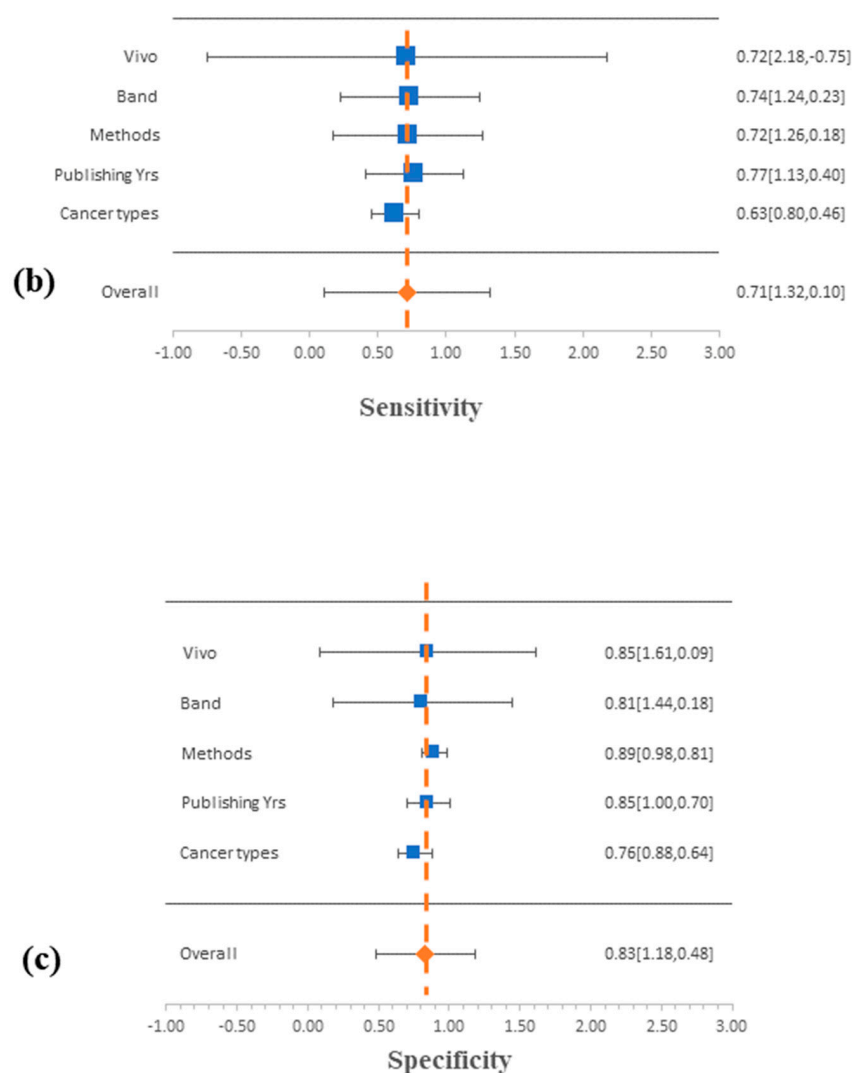 Vivo 0.72[2.18,-0.75]
Band 0.74[1.24,0.23]
Methods 0.72[1.26,0.18]
Publishing Yrs 0.77[1.13,0.40]
Cancer types 0.63[0.80,0.46]
(b)
Overall 0.71[1.32,0.10]
-1.00 -0.50 0.00 0.50 1.00 1.50 2.00 2.50 3.00
Sensitivity
Vivo 0.85[1.61,0.09]
Band 0.81[1.44,0.18]
Methods 0.89[0.98,0.81]
Publishing Yrs 0.85[1.00,0.70]
Cancer types 0.76[0.88,0.64]
(c)
Overall 0.83[1.18,0.48]
-1.00 -0.50 0.00 0.50 1.00 1.50 2.00 2.50 3.00
Specificity